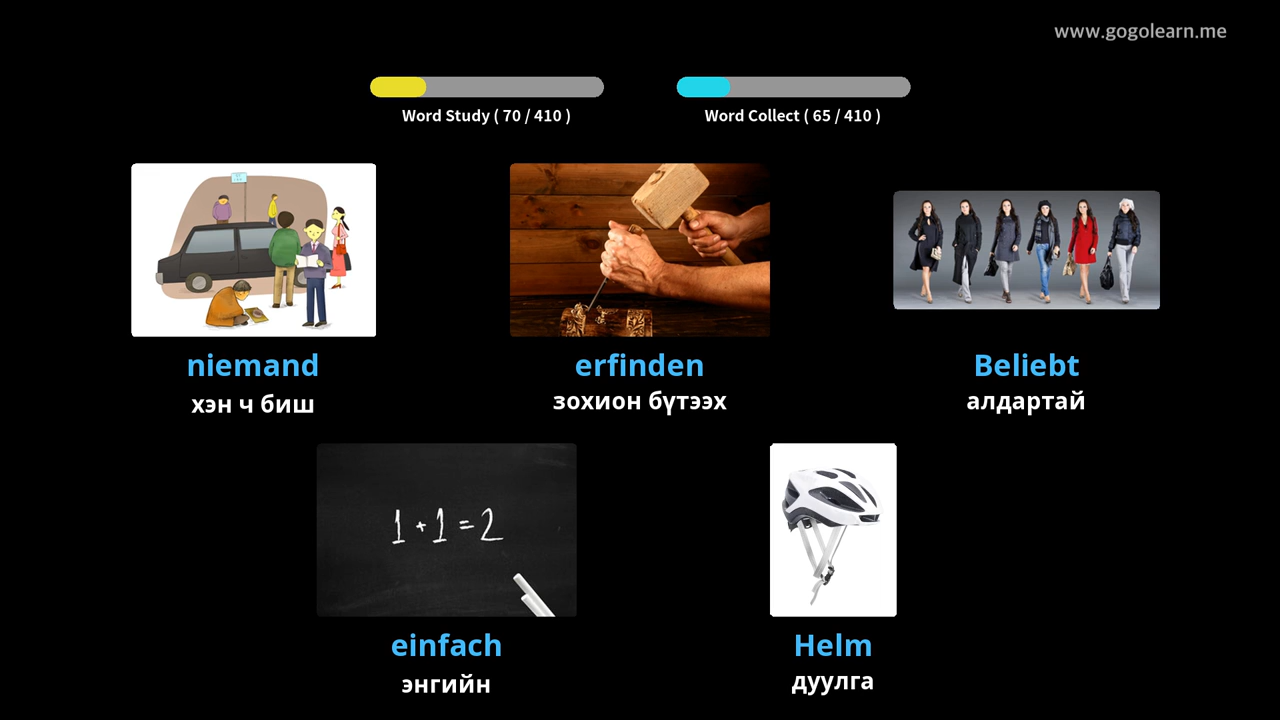 www.gogolearn.me
Word Study ( 70 / 410 )
Word Collect ( 65 / 410 )
niemand
хэн ч биш
erfinden
зохион бүтээх
Beliebt
алдартай
1 + 1 = 2
einfach
энгийн
Helm
дуулга